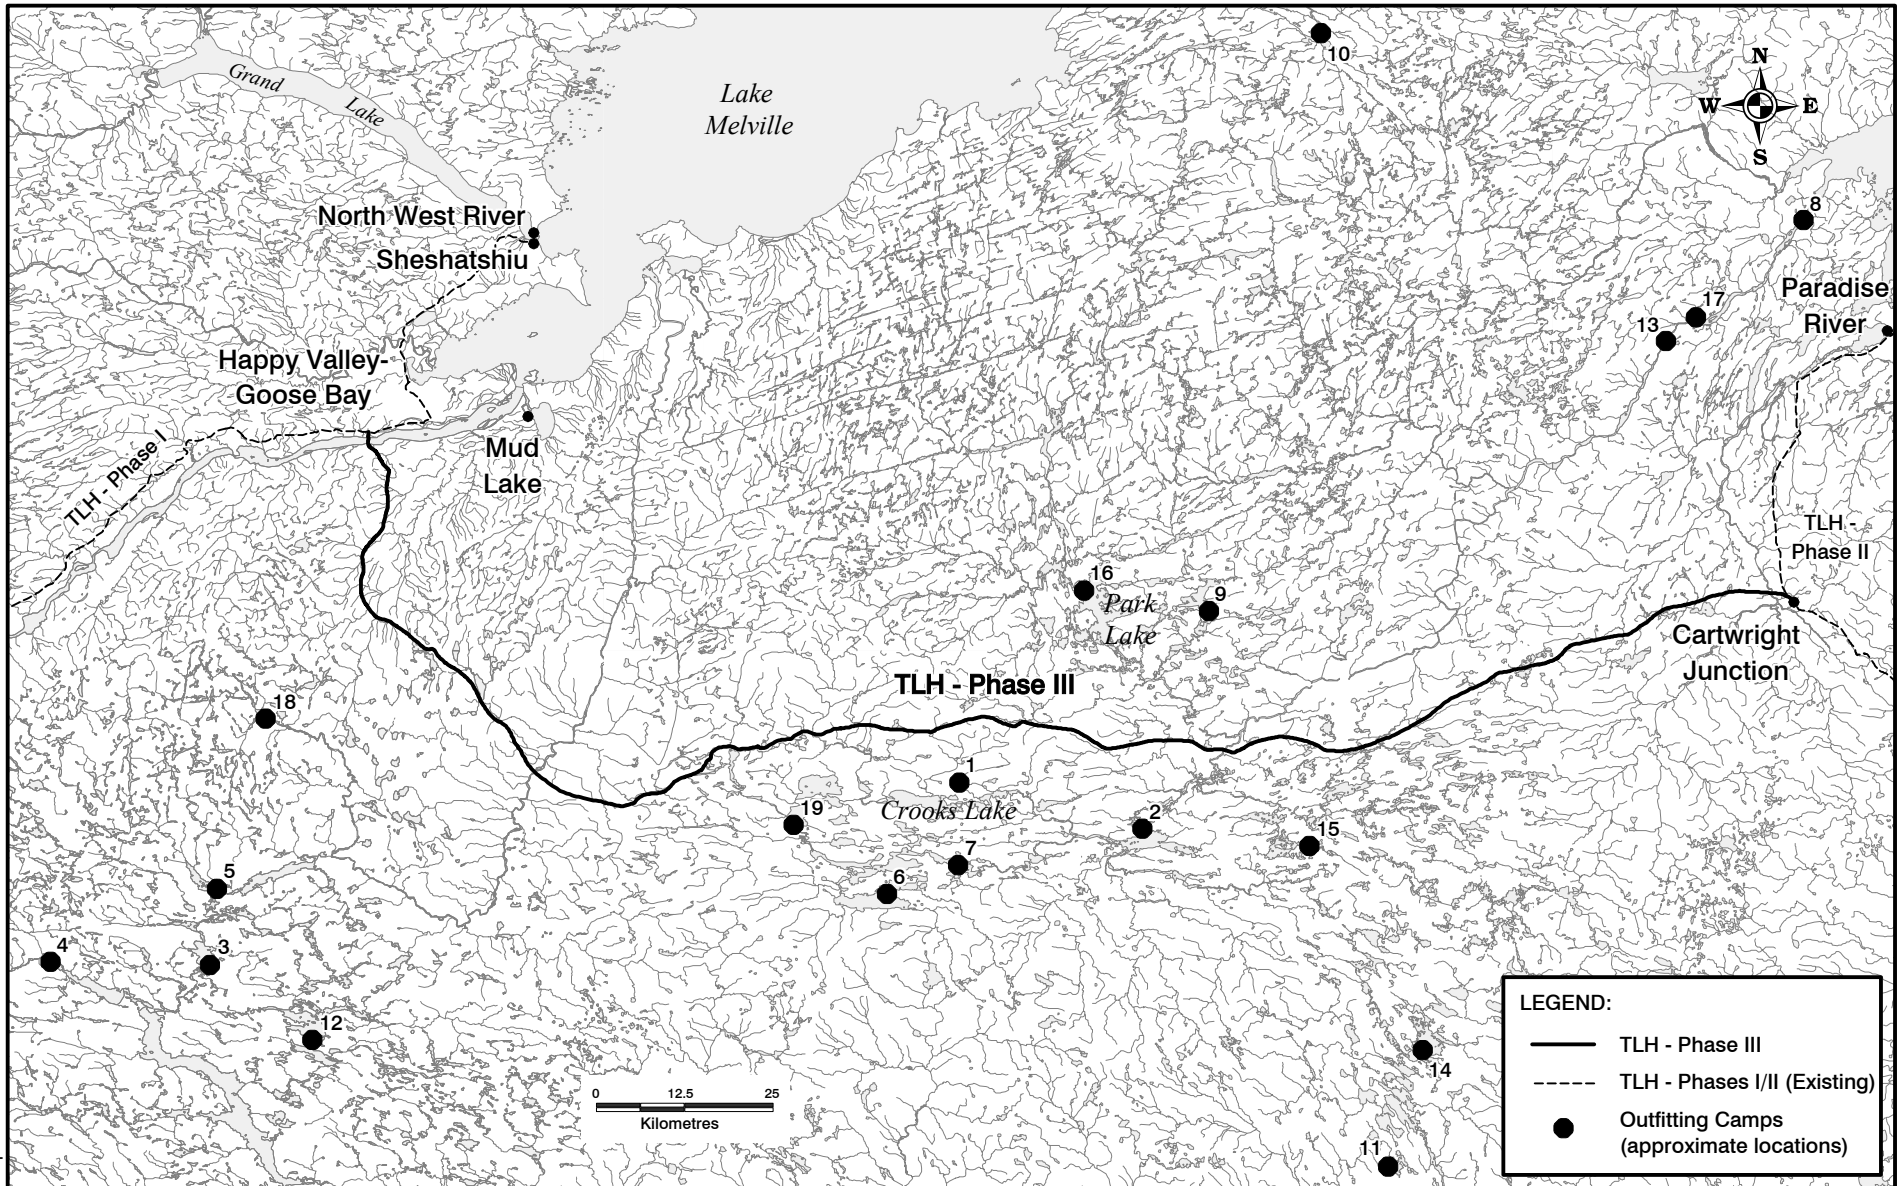 10
N
Grand
Lake
Lake
Melville
W
E
S
8
North West River
Sheshatshiu
17
Paradise
River
13
Happy Valley-
Goose Bay
Mud
Lake
TLH - Phase I
TLH -
Phase II
16
9
Park
Lake
Cartwright
Junction
TLH - Phase III
18
1
Crooks Lake
19
2
15
7
5
6
4
3
12
14
11
0 12.5 25
Kilometres
LEGEND:
TLH - Phase III
TLH - Phases I/II (Existing)
Outfitting Camps
(approximate locations)